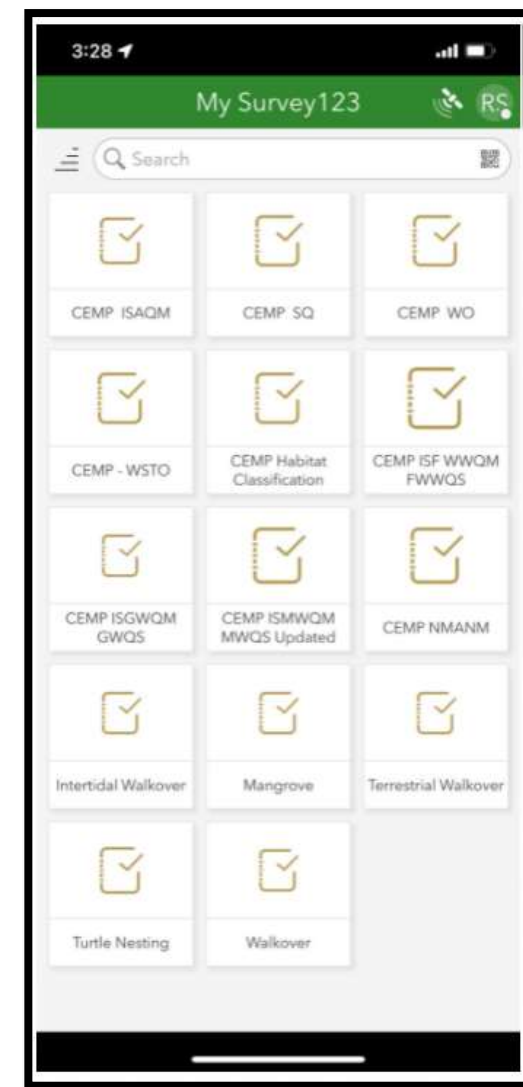 3:28
My Survey123
RS
Search
CEMP ISAQM
CEMP SQ
CEMP WO
CEMP - WSTO
CEMP Habitat
Classification
CEMP ISF WWQM
FWWQS
CEMP ISGWQM
GWQS
CEMP ISMWQM
MWQS Updated
CEMP NMANM
Intertidal Walkover
Mangrove
Terrestrial Walkover
Turtle Nesting
Walkover